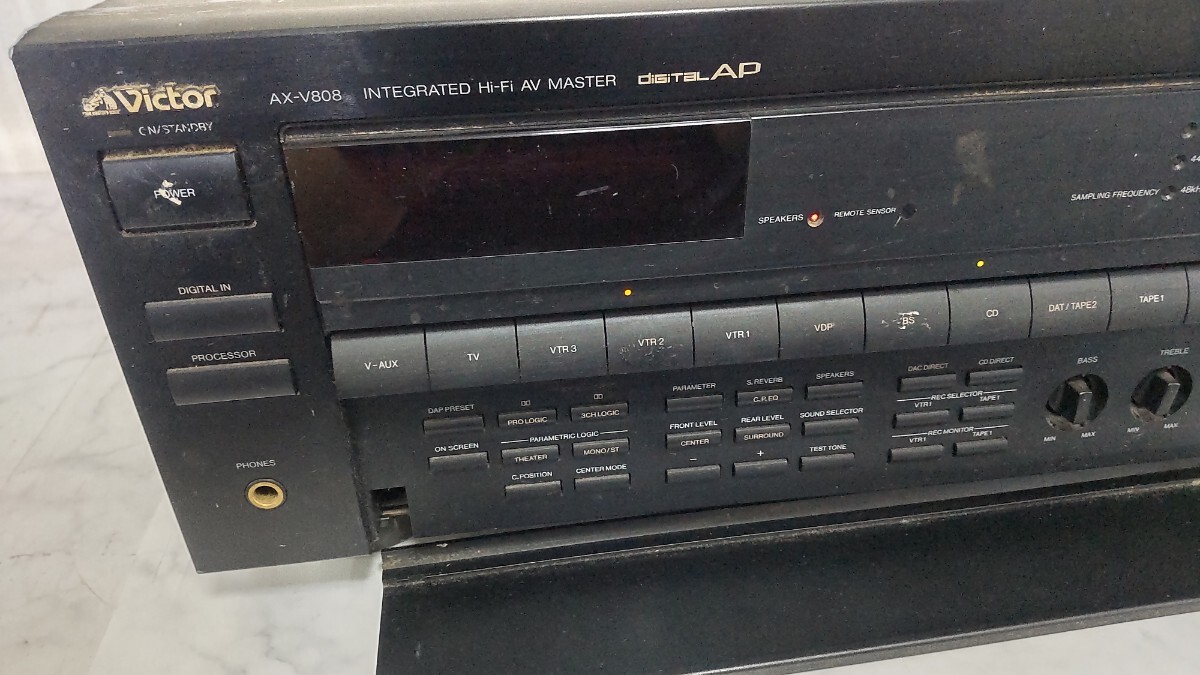 Victor
AX-V808 INTEGRATED Hi-Fi AV MASTER DIGITAL AP
ON/STANDBY
POWER
SPEAKERS
REMOTE SENSOR
SAMPLING FREQUENCY
DIGITAL IN
PROCESSOR
PHONES
V-AUX
TV
VTR 3
VTR 2
VTR 1
VDP
BS
CD
DAT / TAPE2
TAPE1
DAP PRESET
PRO LOGIC
3CH LOGIC
ON SCREEN
PARAMETRIC LOGIC
THEATER
MONO/ST
C.POSITION
CENTER MODE
PARAMETER
S. REVERB
C.P.EQ
SPEAKERS
FRONT LEVEL
CENTER
REAR LEVEL
SURROUND
SOUND SELECTOR
−
+
TEST TONE
DAC DIRECT
CD DIRECT
REC SELECTOR
VTR1
TAPE1
REC MONITOR
VTR1
TAPE1
BASS
MIN
MAX
TREBLE
MIN
MAX